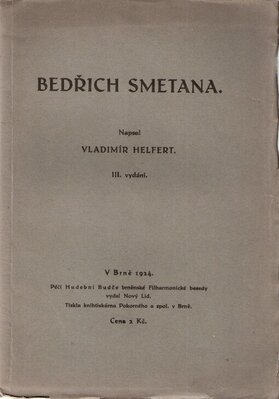 BEDŘICH SMETANA.
Napsal
VLADIMÍR HELFERT.
III. vydání.
V Brně 1924.
Péčí Hudební Budče brněnské Filharmonické besedy
vydal Nový Lid.
Tiskla knihtiskárna Pokorného a spol. v Brně.
Cena 2 Kč.